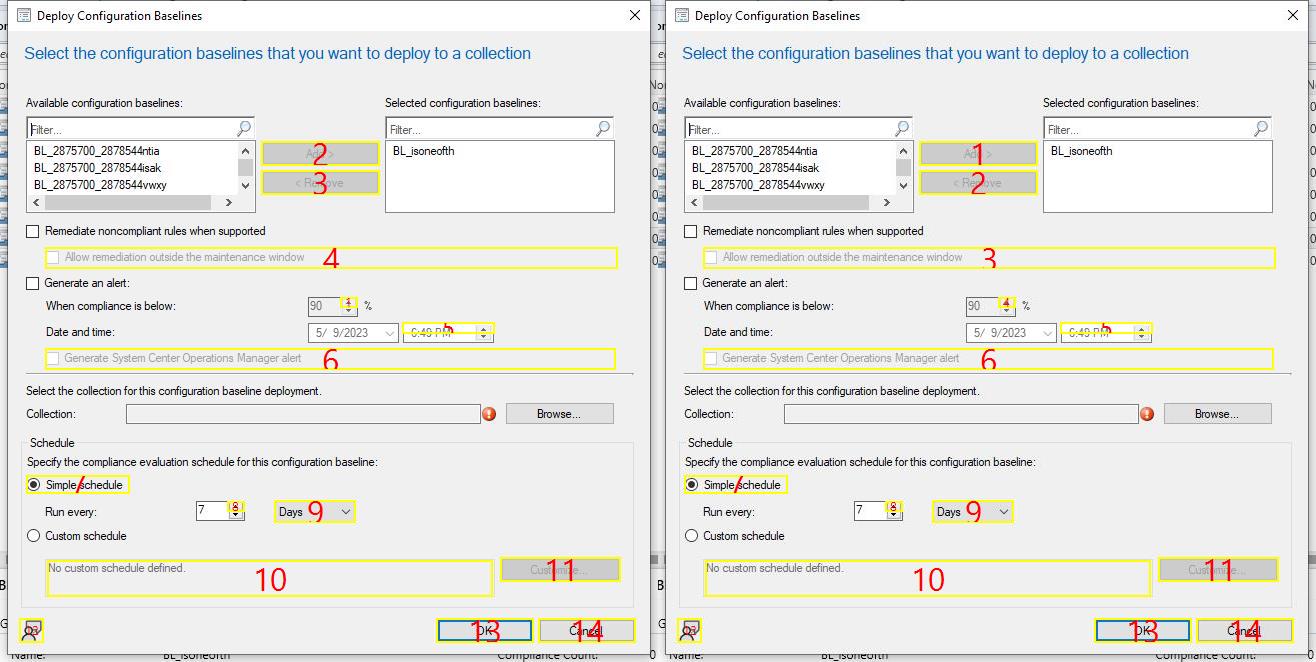 Deploy Configuration Baselines
Select the configuration baselines that you want to deploy to a collection
Available configuration baselines:
Selected configuration baselines:
Filter...
Filter...
BL_2875700_2878544ntia
BL_2875700_2878544isak
BL_2875700_2878544vwxy
2
Add >
3
< Remove
BL_isoneofth
Remediate noncompliant rules when supported
Allow remediation outside the maintenance window
4
Generate an alert:
When compliance is below:
90
1
%
Date and time:
5/ 9/2023
6:49 PM
5
Generate System Center Operations Manager alert
6
Select the collection for this configuration baseline deployment.
Collection:
Browse...
Schedule
Specify the compliance evaluation schedule for this configuration baseline:
Simple schedule
7
Run every:
7
8
Days
9
Custom schedule
No custom schedule defined.
10
Customize...
11
OK
13
Cancel
14
Name:
BL_isoneofth
Compliance Count:
0
Deploy Configuration Baselines
Select the configuration baselines that you want to deploy to a collection
Available configuration baselines:
Selected configuration baselines:
Filter...
Filter...
BL_2875700_2878544ntia
BL_2875700_2878544isak
BL_2875700_2878544vwxy
1
Add >
2
< Remove
BL_isoneofth
Remediate noncompliant rules when supported
Allow remediation outside the maintenance window
3
Generate an alert:
When compliance is below:
90
4
%
Date and time:
5/ 9/2023
6:49 PM
5
Generate System Center Operations Manager alert
6
Select the collection for this configuration baseline deployment.
Collection:
Browse...
Schedule
Specify the compliance evaluation schedule for this configuration baseline:
Simple schedule
7
Run every:
7
8
Days
9
Custom schedule
No custom schedule defined.
10
Customize...
11
OK
13
Cancel
14
Name:
BL_isoneofth
Compliance Count:
0